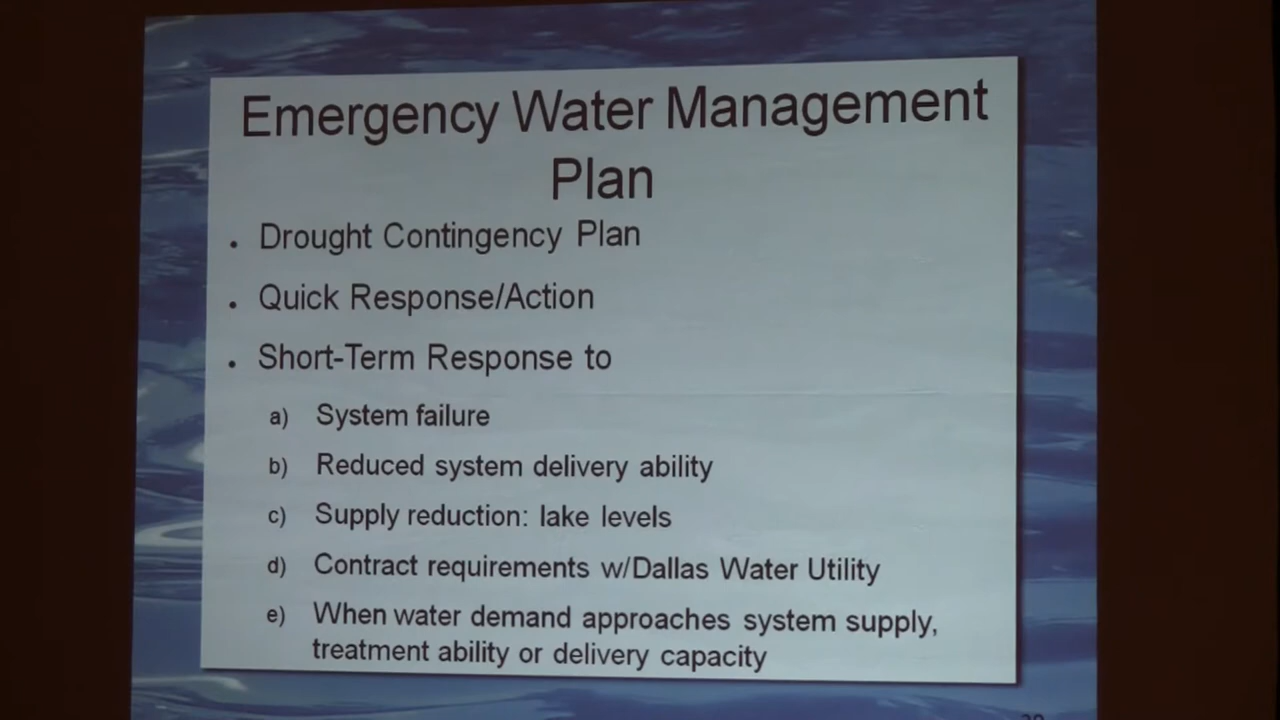 Emergency Water Management
Plan
. Drought Contingency Plan
. Quick Response/Action
. Short-Term Response to
a) System failure
b) Reduced system delivery ability
c) Supply reduction: lake levels
d) Contract requirements w/Dallas Water Utility
e) When water demand approaches system supply,
treatment ability or delivery capacity